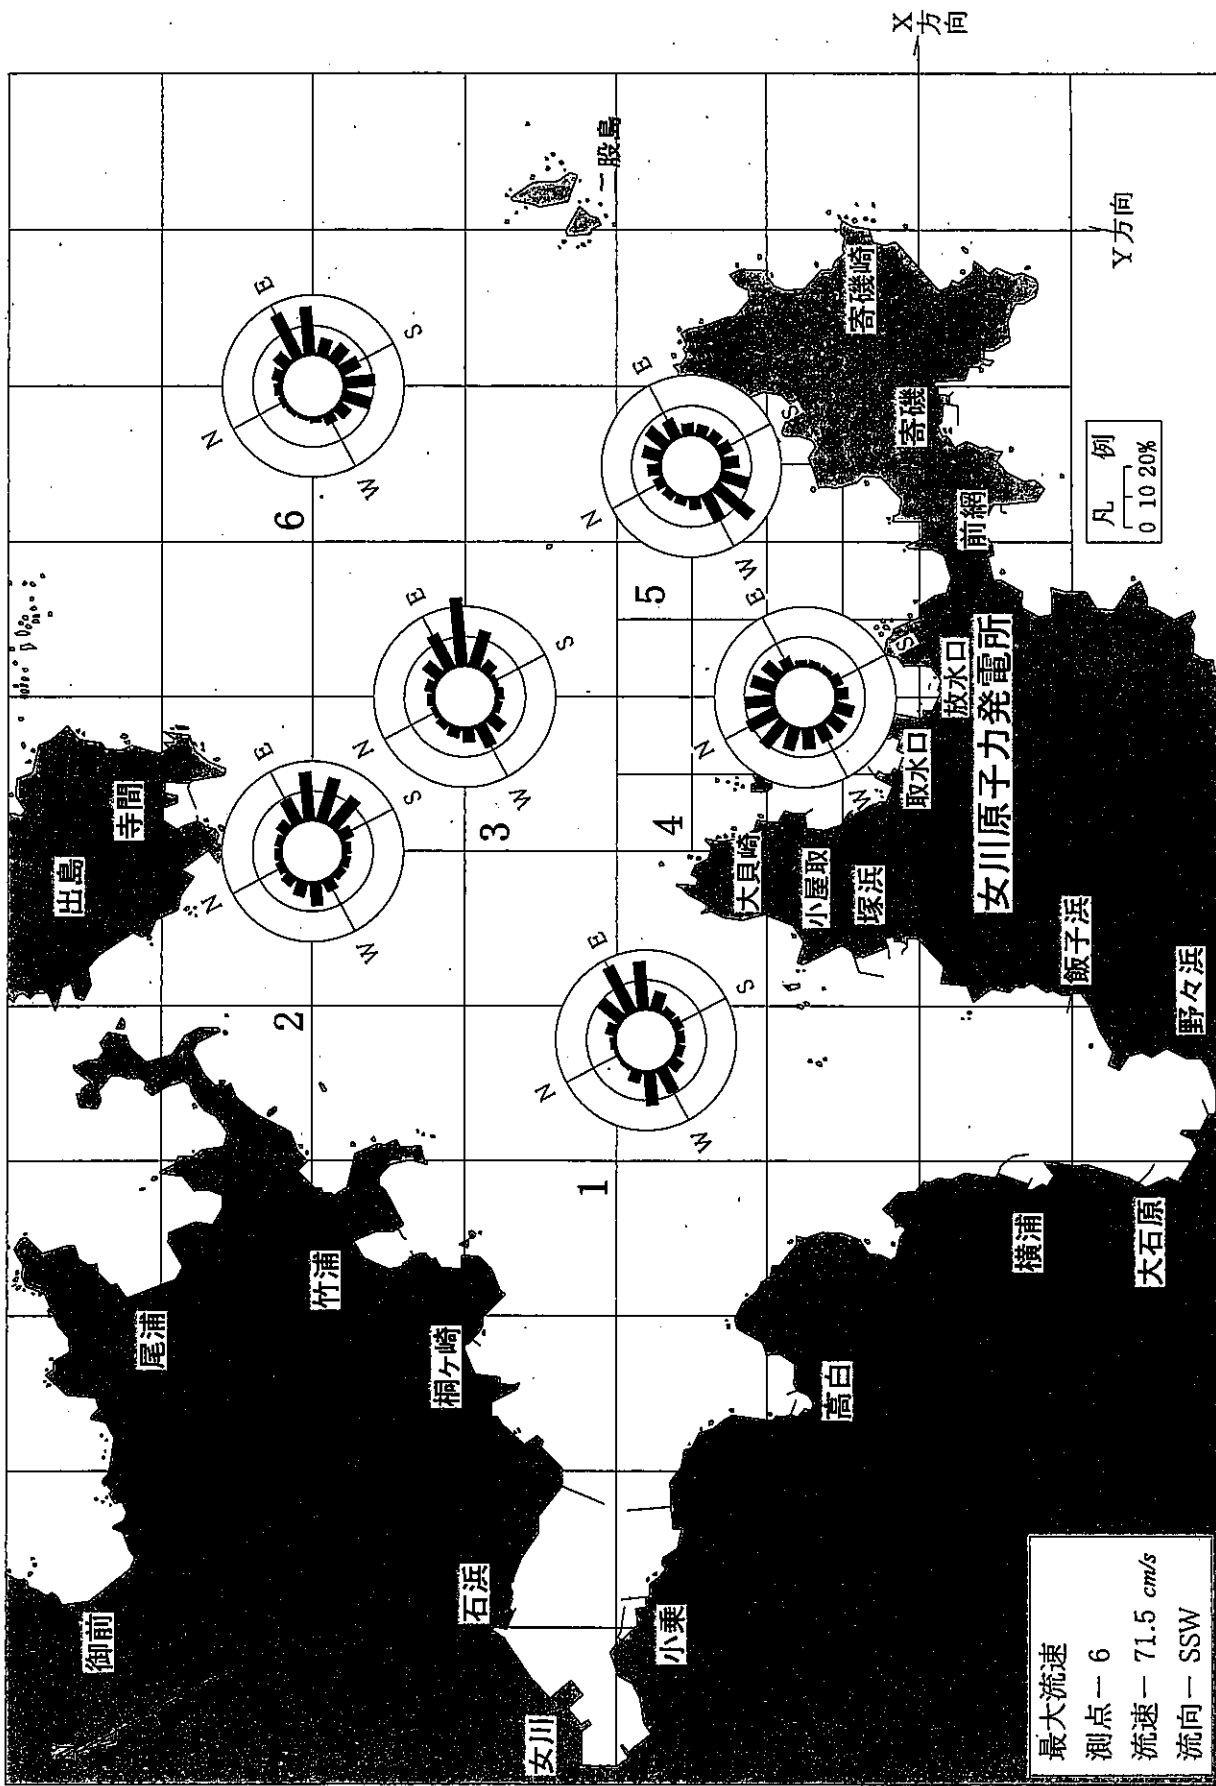 出島
寺間
御前
尾浦
竹浦
桐ケ崎
石浜
女川
小乗
高白
横浦
大石原
野々浜
飯子浜
塚浜
小屋取
大貝崎
取水口
放水口
女川原子力発電所
前網
寄磯
寄磯崎
股島
1
N
E
S
W
2
N
E
S
W
3
N
E
S
W
4
N
E
S
W
5
N
E
S
W
6
N
E
S
W
X方向
Y方向
凡 例
0 10 20%
最大流速
測点－6
流速－71.5 cm/s
流向－SSW